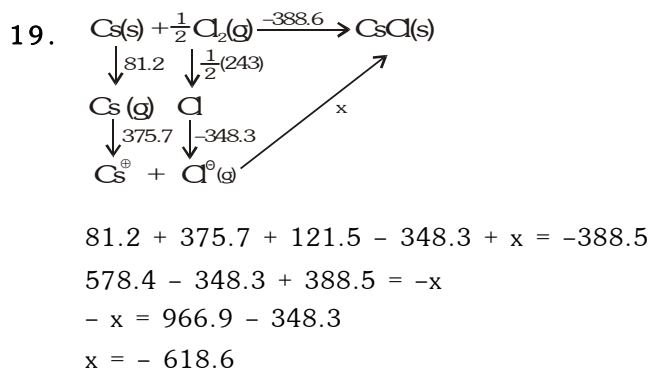 19. Cs(s) + 1/2 Cl₂(g) –388.6 CsCl(s)
81.2 1/2(243)
Cs (g) Cl
x
375.7 –348.3
Cs⊕ + Cl⊖(g)
81.2 + 375.7 + 121.5 – 348.3 + x = –388.5
578.4 – 348.3 + 388.5 = –x
– x = 966.9 – 348.3
x = – 618.6